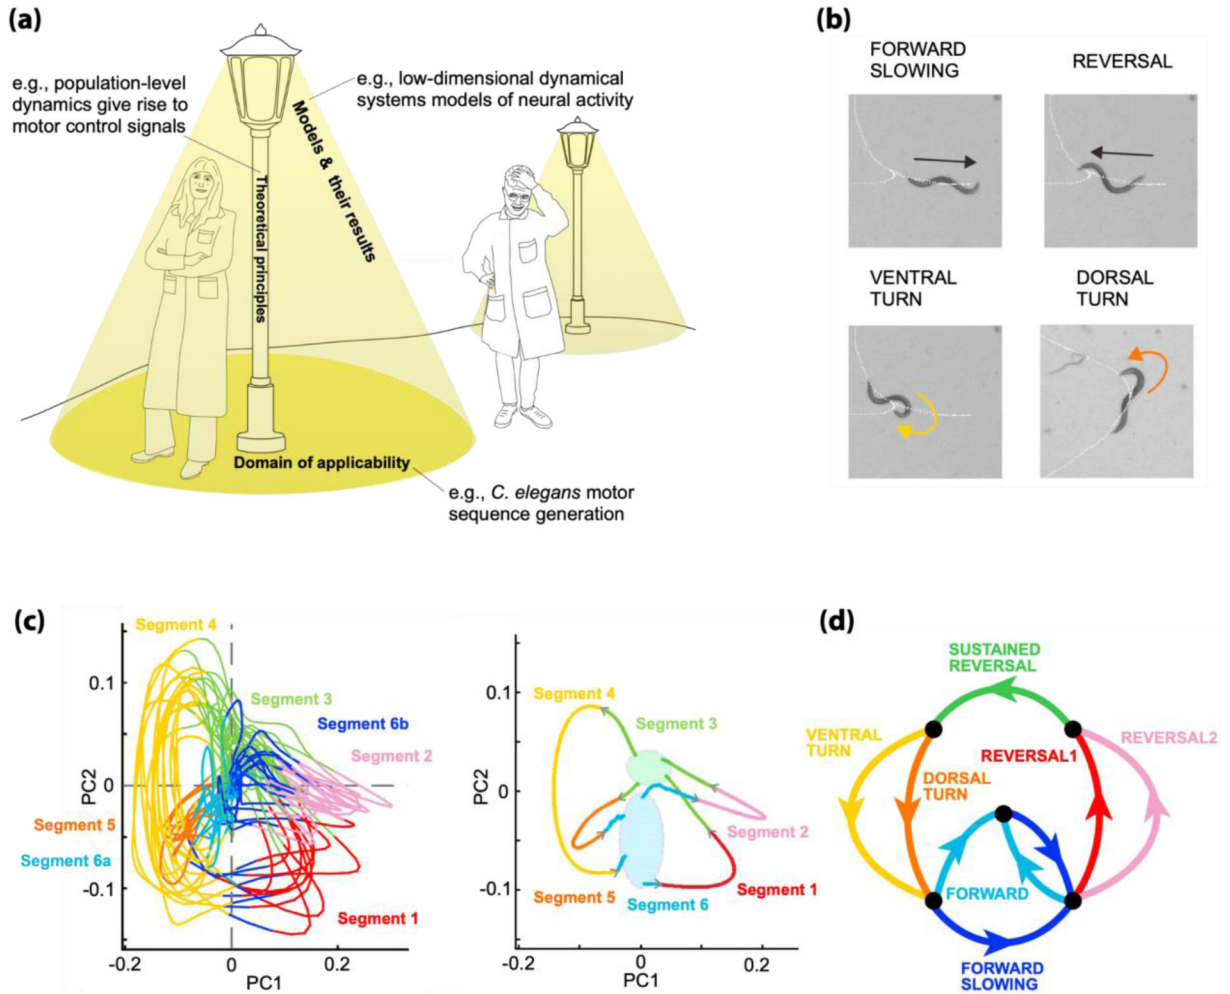 (a)
e.g., population-level
dynamics give rise to
motor control signals
e.g., low-dimensional dynamical
systems models of neural activity
Models & their results
Theoretical principles
Domain of applicability
e.g., C. elegans motor
sequence generation
(b)
FORWARD
SLOWING
REVERSAL
VENTRAL
TURN
DORSAL
TURN
(c)
Segment 4
Segment 3
Segment 6b
Segment 2
Segment 5
Segment 6a
Segment 1
PC2
0.1
0
-0.1
-0.2
0
0.2
PC1
Segment 4
Segment 3
Segment 2
Segment 5
Segment 6
Segment 1
PC2
0.1
0
-0.1
-0.2
0
0.2
PC1
(d)
SUSTAINED
REVERSAL
VENTRAL
TURN
REVERSAL1
REVERSAL2
DORSAL
TURN
FORWARD
FORWARD
SLOWING